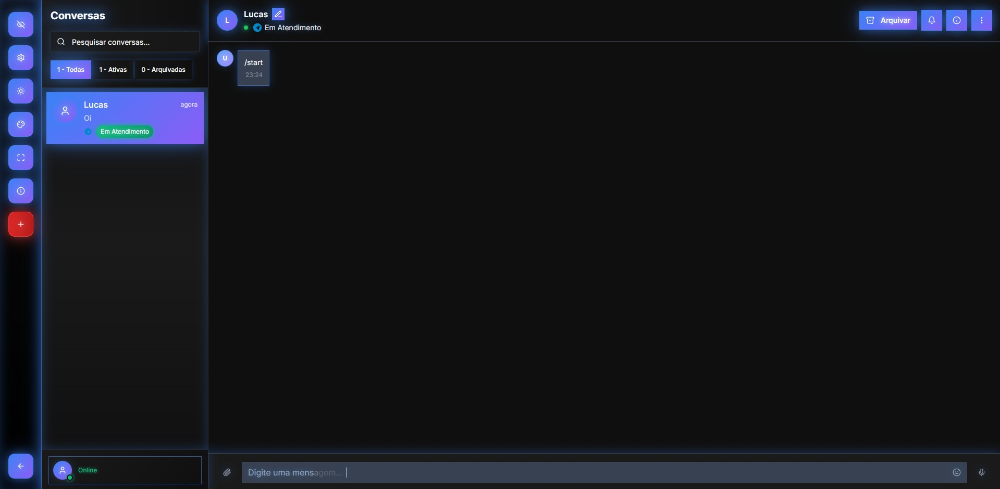 Conversas
Pesquisar conversas...
1 - Todas
1 - Ativas
0 - Arquivadas
Lucas
agora
Oi
Em Atendimento
Online
L
Lucas
Em Atendimento
Arquivar
U
/start
23:24
Digite uma mensagem...